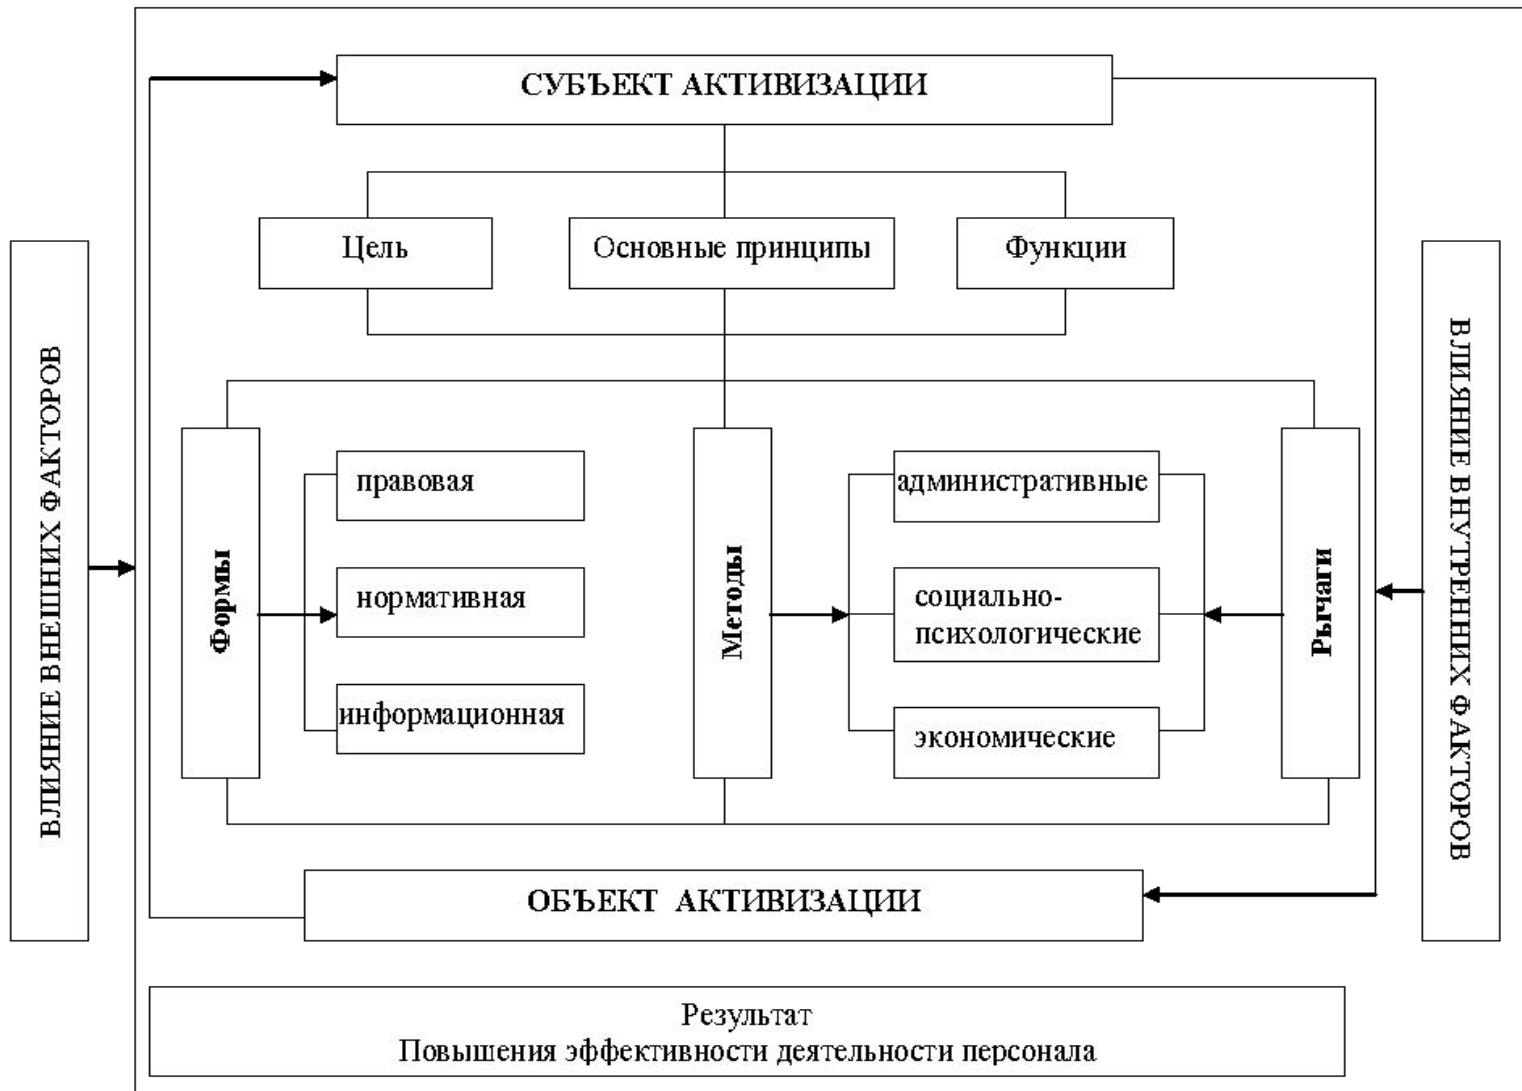 СУБЪЕКТ АКТИВИЗАЦИИ
Цель
Основные принципы
Функции
ВЛИЯНИЕ ВНЕШНИХ ФАКТОРОВ
Формы
правовая
нормативная
информационная
Методы
административные
социально-
психологические
экономические
Рычаги
ВЛИЯНИЕ ВНУТРЕННИХ ФАКТОРОВ
ОБЪЕКТ АКТИВИЗАЦИИ
Результат
Повышения эффективности деятельности персонала